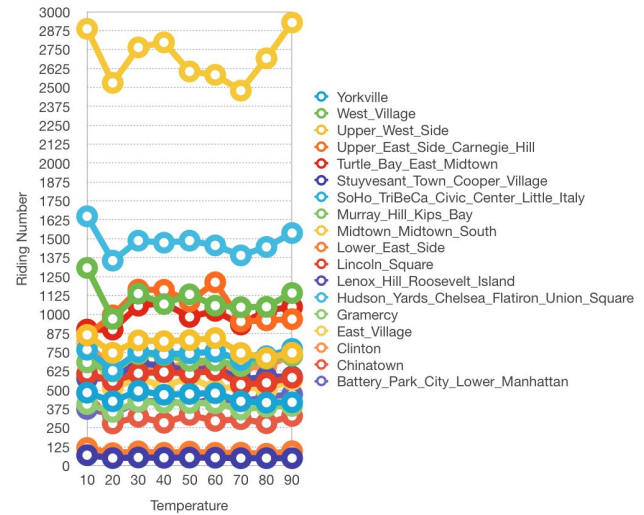 3000
2875
2750
2625
2500
2375
2250
2125
2000
1875
1750
1625
1500
1375
1250
1125
1000
875
750
625
500
375
250
125
0
Riding Number
10 20 30 40 50 60 70 80 90
Temperature
Yorkville
West_Village
Upper_West_Side
Upper_East_Side_Carnegie_Hill
Turtle_Bay_East_Midtown
Stuyvesant_Town_Cooper_Village
SoHo_TriBeCa_Civic_Center_Little_Italy
Murray_Hill_Kips_Bay
Midtown_Midtown_South
Lower_East_Side
Lincoln_Square
Lenox_Hill_Roosevelt_Island
Hudson_Yards_Chelsea_Flatiron_Union_Square
Gramercy
East_Village
Clinton
Chinatown
Battery_Park_City_Lower_Manhattan